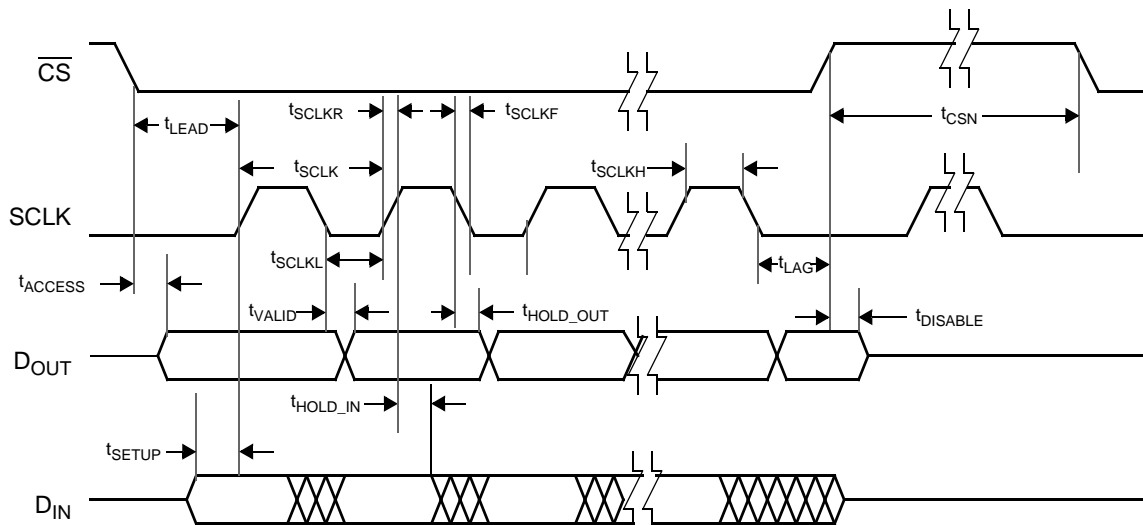 CS
tSCLKR
tSCLKF
tLEAD
tCSN
tSCLK
tSCLKH
SCLK
tSCLKL
tLAG
tACCESS
tVALID
tHOLD_OUT
tDISABLE
DOUT
tHOLD_IN
tSETUP
DIN